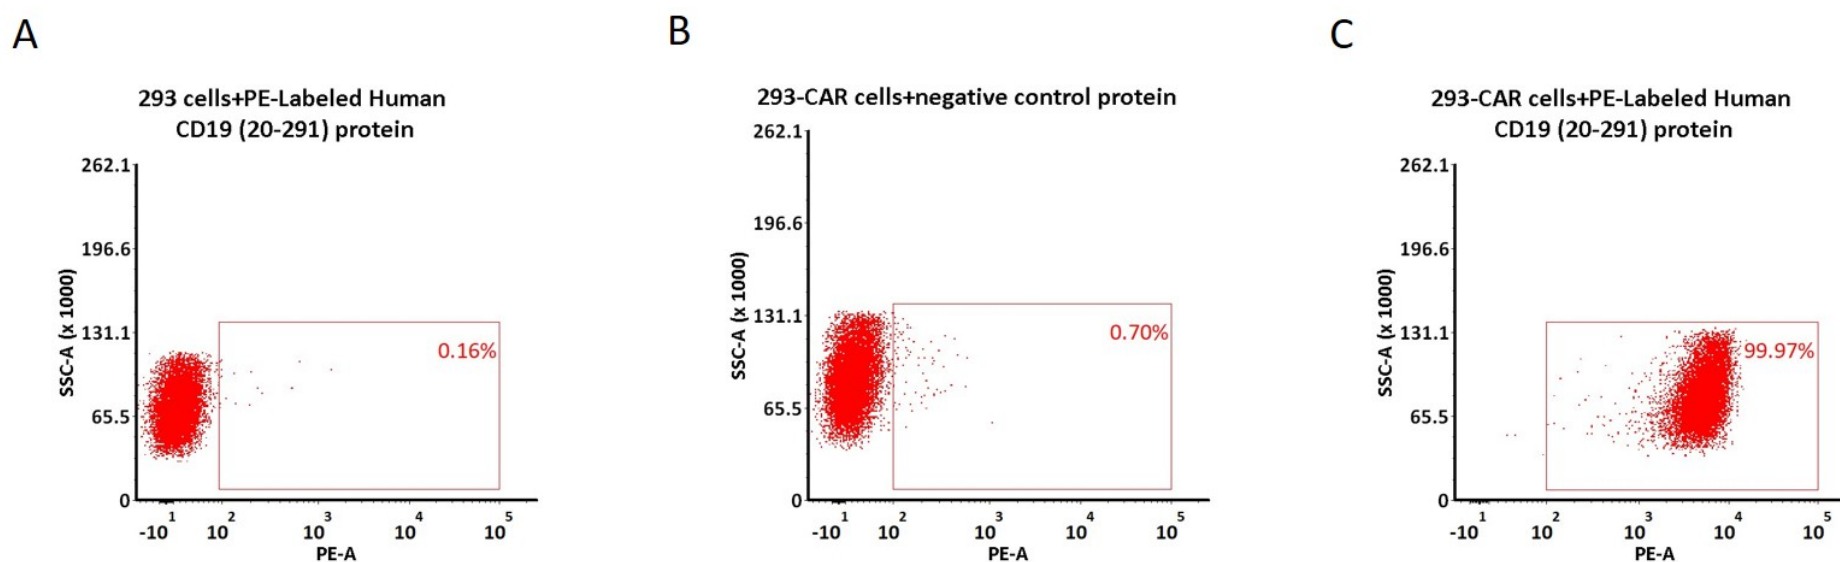 A
293 cells+PE-Labeled Human
CD19 (20-291) protein
262.1
196.6
131.1
65.5
0
SSC-A (x 1000)
0.16%
-10 1
10 2
10 3
10 4
10 5
PE-A
B
293-CAR cells+negative control protein
262.1
196.6
131.1
65.5
0
SSC-A (x 1000)
0.70%
-10 1
10 2
10 3
10 4
10 5
PE-A
C
293-CAR cells+PE-Labeled Human
CD19 (20-291) protein
262.1
196.6
131.1
65.5
0
SSC-A (x 1000)
99.97%
-10 1
10 2
10 3
10 4
10 5
PE-A